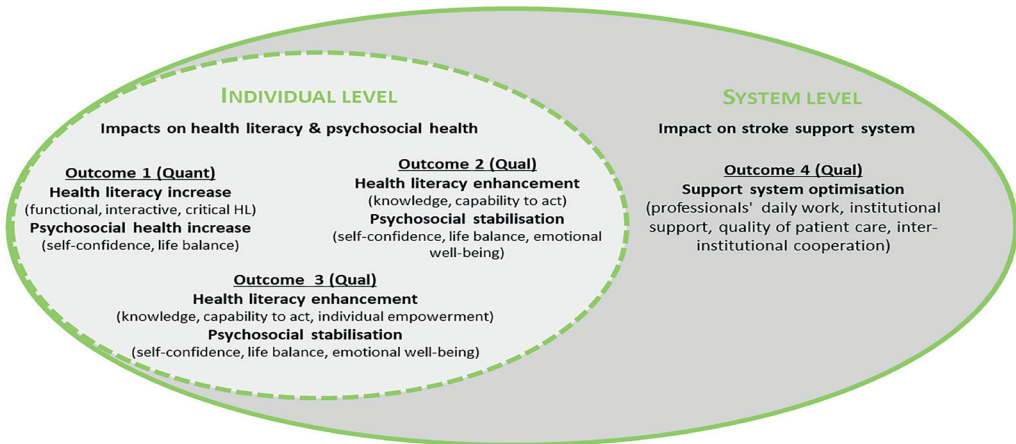 INDIVIDUAL LEVEL
Impacts on health literacy & psychosocial health
Outcome 1 (Quant)
Health literacy increase
(functional, interactive, critical HL)
Psychosocial health increase
(self-confidence, life balance)
Outcome 2 (Qual)
Health literacy enhancement
(knowledge, capability to act)
Psychosocial stabilisation
(self-confidence, life balance, emotional
well-being)
Outcome 3 (Qual)
Health literacy enhancement
(knowledge, capability to act, individual empowerment)
Psychosocial stabilisation
(self-confidence, life balance, emotional well-being)
SYSTEM LEVEL
Impact on stroke support system
Outcome 4 (Qual)
Support system optimisation
(professionals' daily work, institutional
support, quality of patient care, inter-
institutional cooperation)